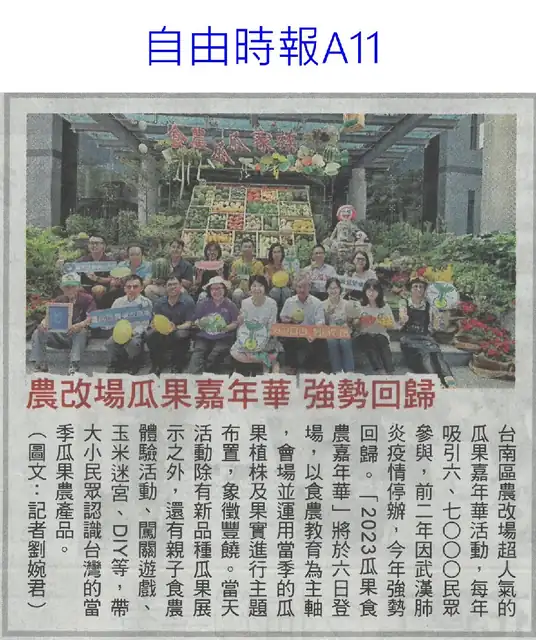 自由時報A11
農改場瓜果嘉年華 強勢回歸
台南區農改場超人氣的
瓜果嘉年華活動，每年
吸引六、七○○○民眾
參與，前二年因武漢肺
炎疫情停辦，今年強勢
回歸。「2023瓜果食
農嘉年華」將於六日登
場，以食農教育為主軸
，會場並運用當季的瓜
果植株及果實進行主題
布置，象徵豐饒。當天
活動除有新品種瓜果展
示之外，還有親子食農
體驗活動、闖關遊戲、
玉米迷宮、DIY等，帶
大小民眾認識台灣的當
季瓜果農產品。
（圖文：記者劉婉君）